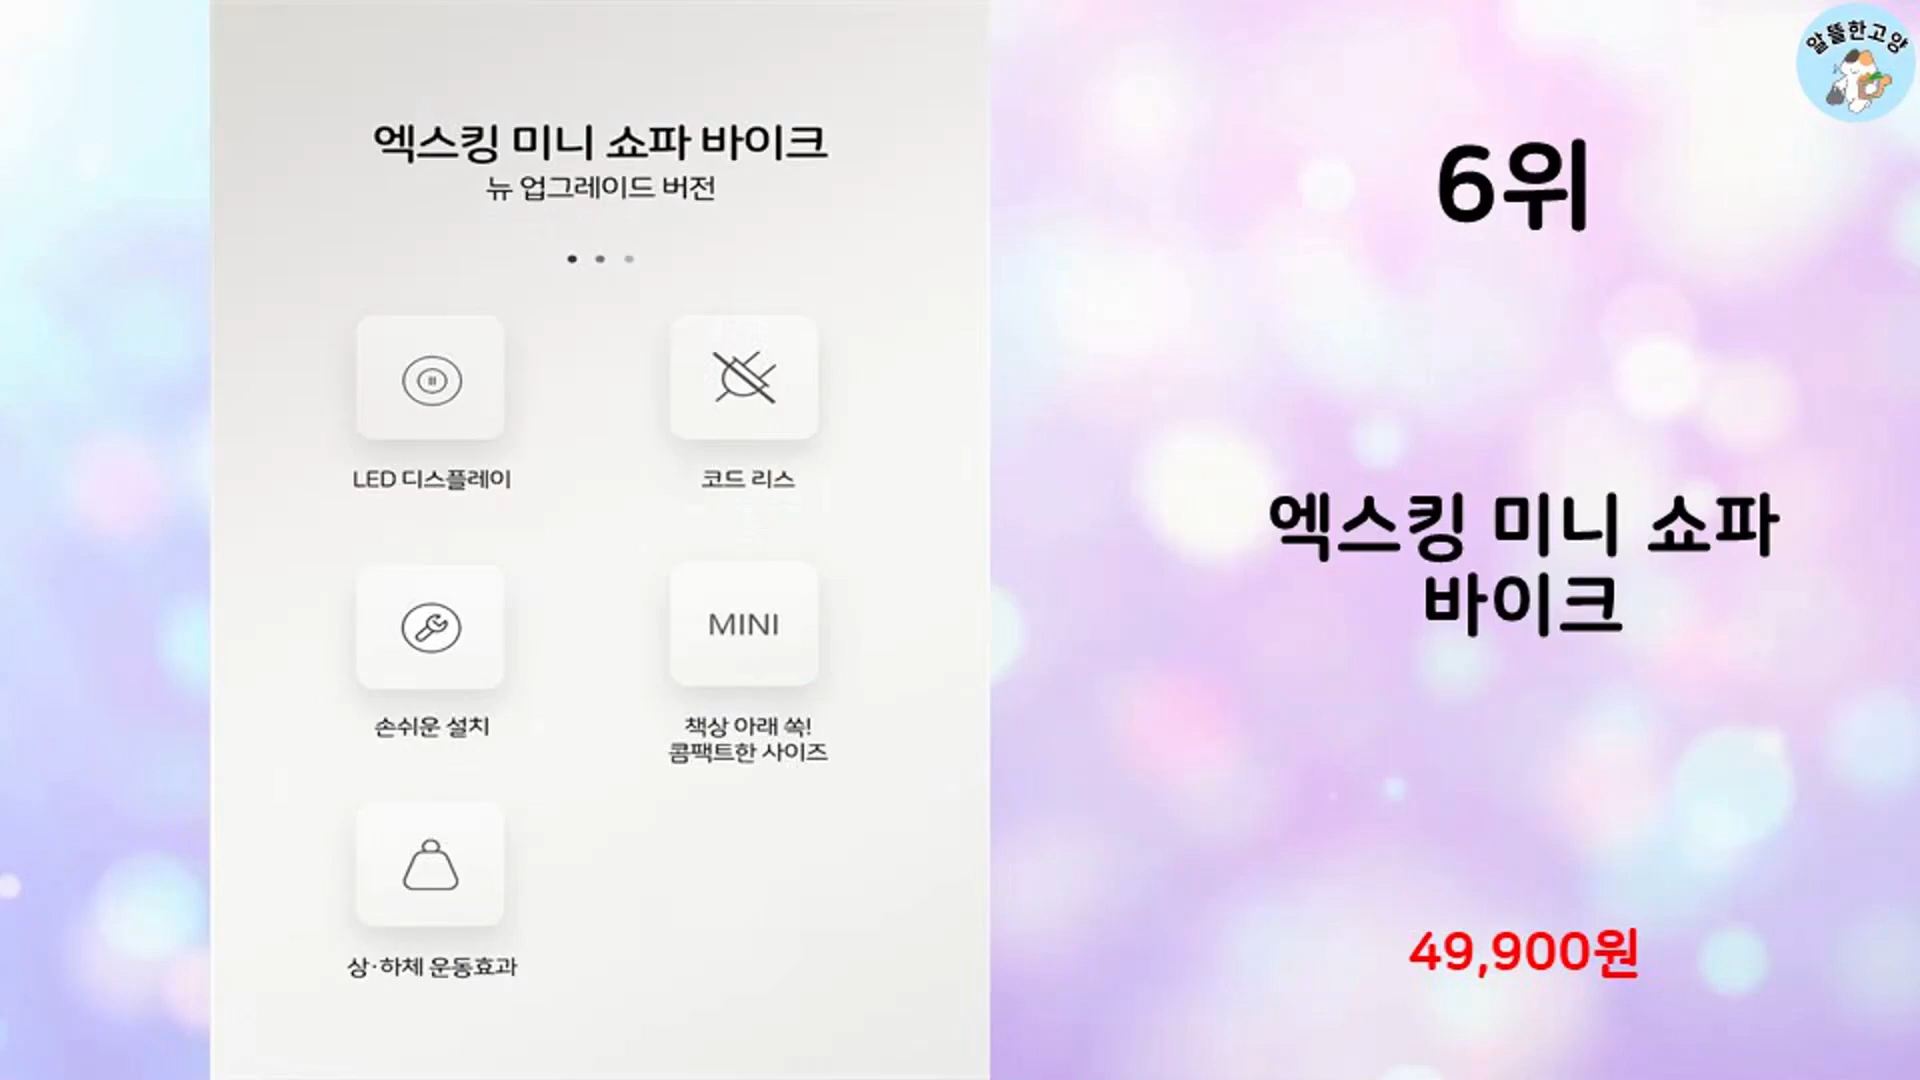 엑스킹 미니 쇼파 바이크
뉴 업그레이드 버전
LED 디스플레이
코드 리스
손쉬운 설치
MINI
책상 아래 쏙!
콤팩트한 사이즈
상·하체 운동효과
알뜰한고양
6위
엑스킹 미니 쇼파
바이크
49,900원